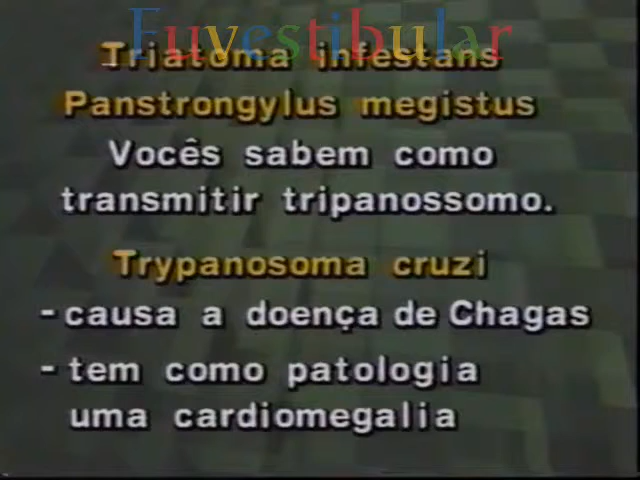 Fuvestibular
Triatoma infestans
Panstrongylus megistus
Vocês sabem como
transmitir tripanossomo.
Trypanosoma cruzi
-causa a doença de Chagas
-tem como patologia
uma cardiomegalia